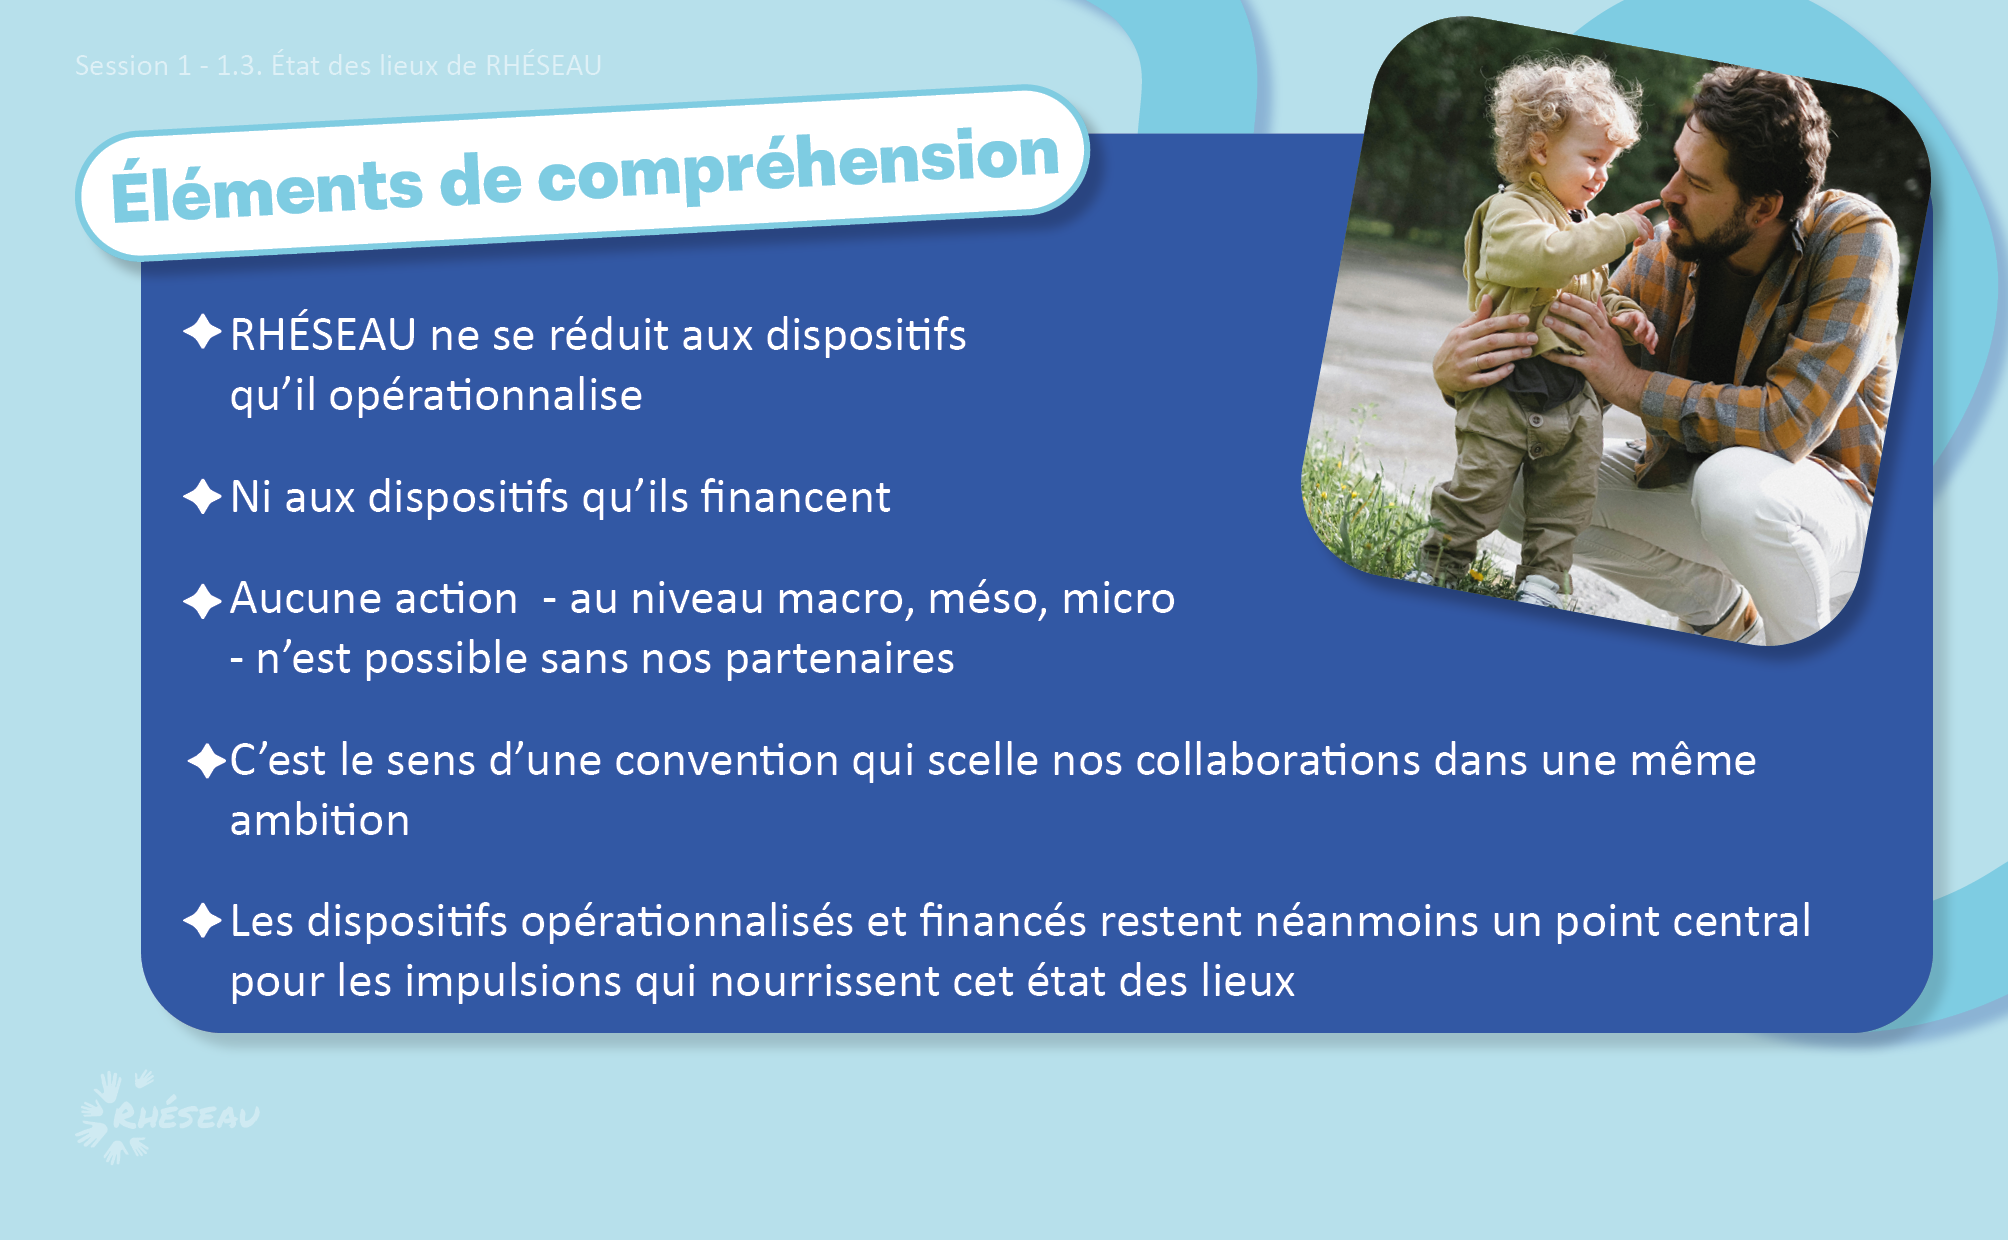 Session 1 - 1.3. État des lieux de RHÉSEAU
Éléments de compréhension
RHÉSEAU ne se réduit aux dispositifs
qu’il opérationnalise
Ni aux dispositifs qu’ils financent
Aucune action - au niveau macro, méso, micro
- n’est possible sans nos partenaires
C’est le sens d’une convention qui scelle nos collaborations dans une même
ambition
Les dispositifs opérationnalisés et financés restent néanmoins un point central
pour les impulsions qui nourrissent cet état des lieux
RHÉSEAU